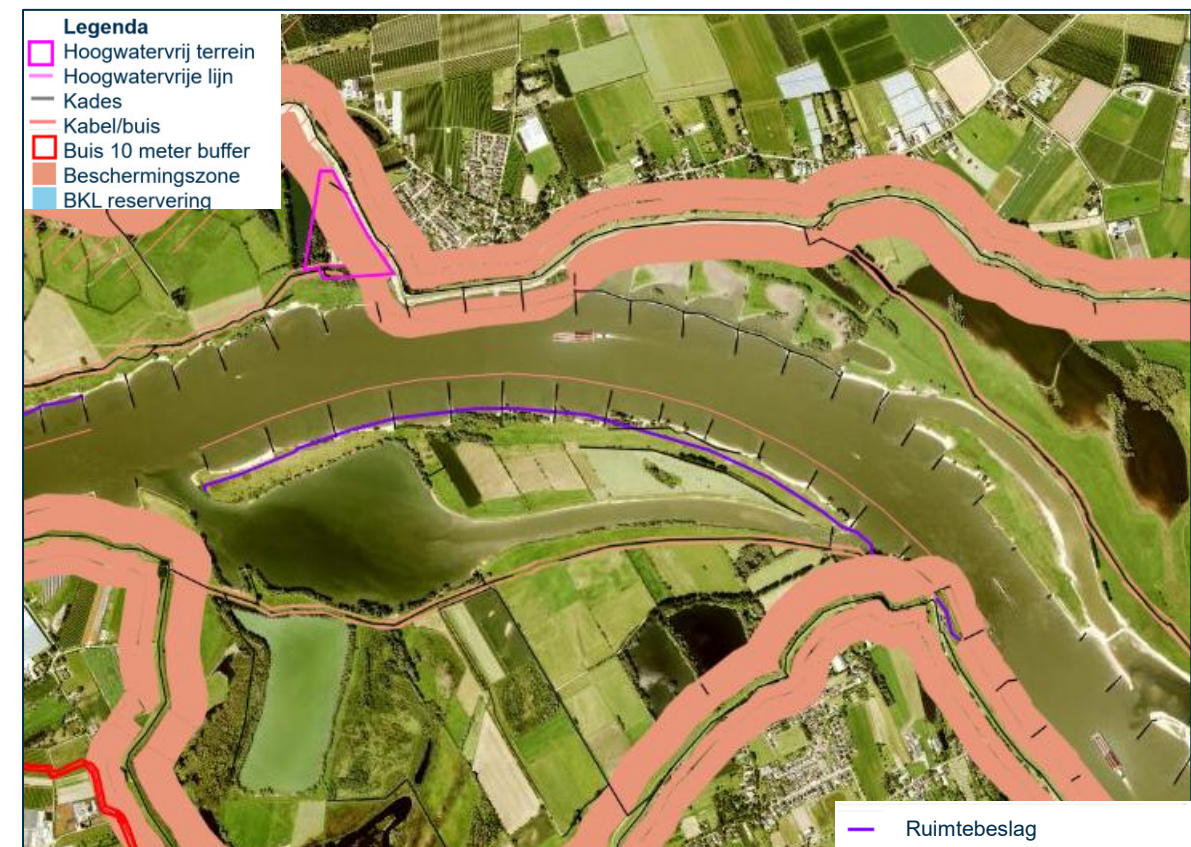 Legenda
Hoogwatervrij terrein
Hoogwatervrije lijn
Kades
Kabel/buis
Buis 10 meter buffer
Beschermingszone
BKL reservering
Ruimtebeslag